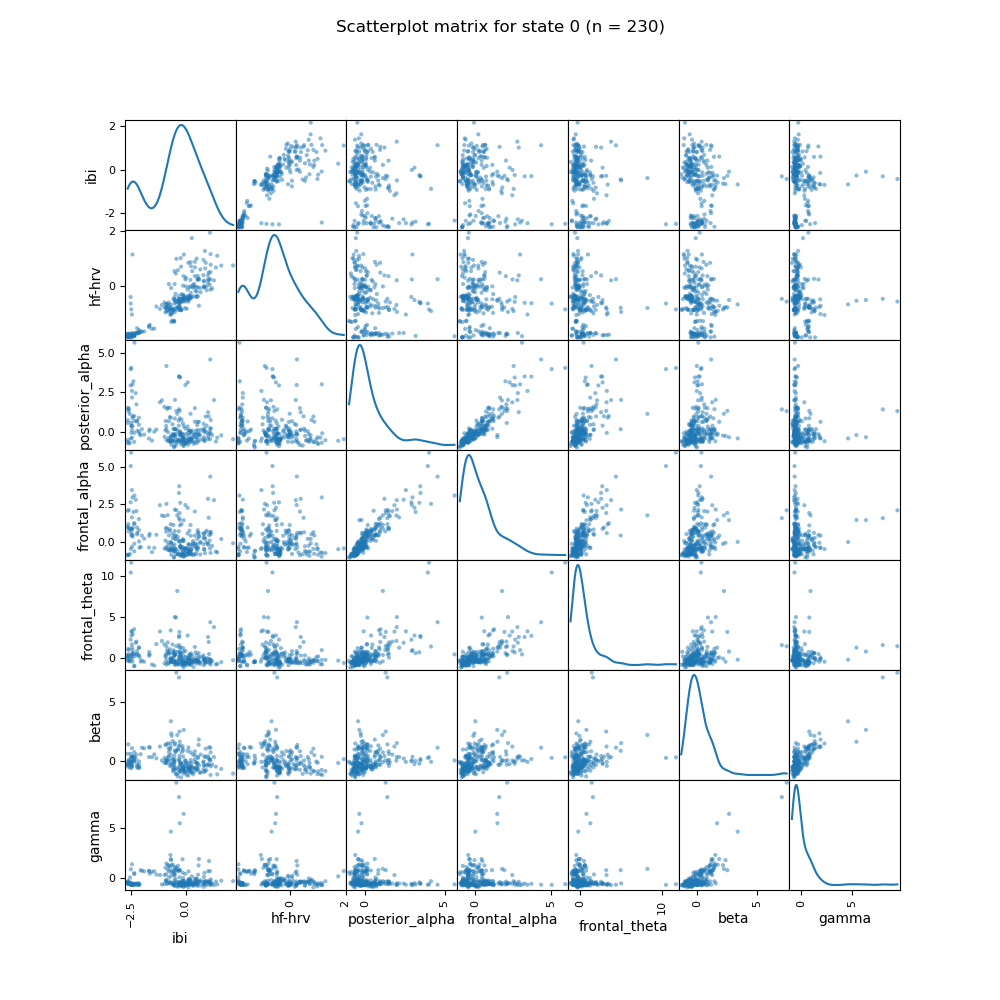 Scatterplot matrix for state 0 (n = 230)
2
0
-2
ibi
2
0
hf-hrv
5.0
2.5
0.0
posterior_alpha
5.0
2.5
0.0
frontal_alpha
10
5
0
frontal_theta
5
0
beta
5
0
gamma
−2.5
0.0
0
2
0
5
0
5
0
10
0
5
0
5
ibi
hf-hrv
posterior_alpha
frontal_alpha
frontal_theta
beta
gamma